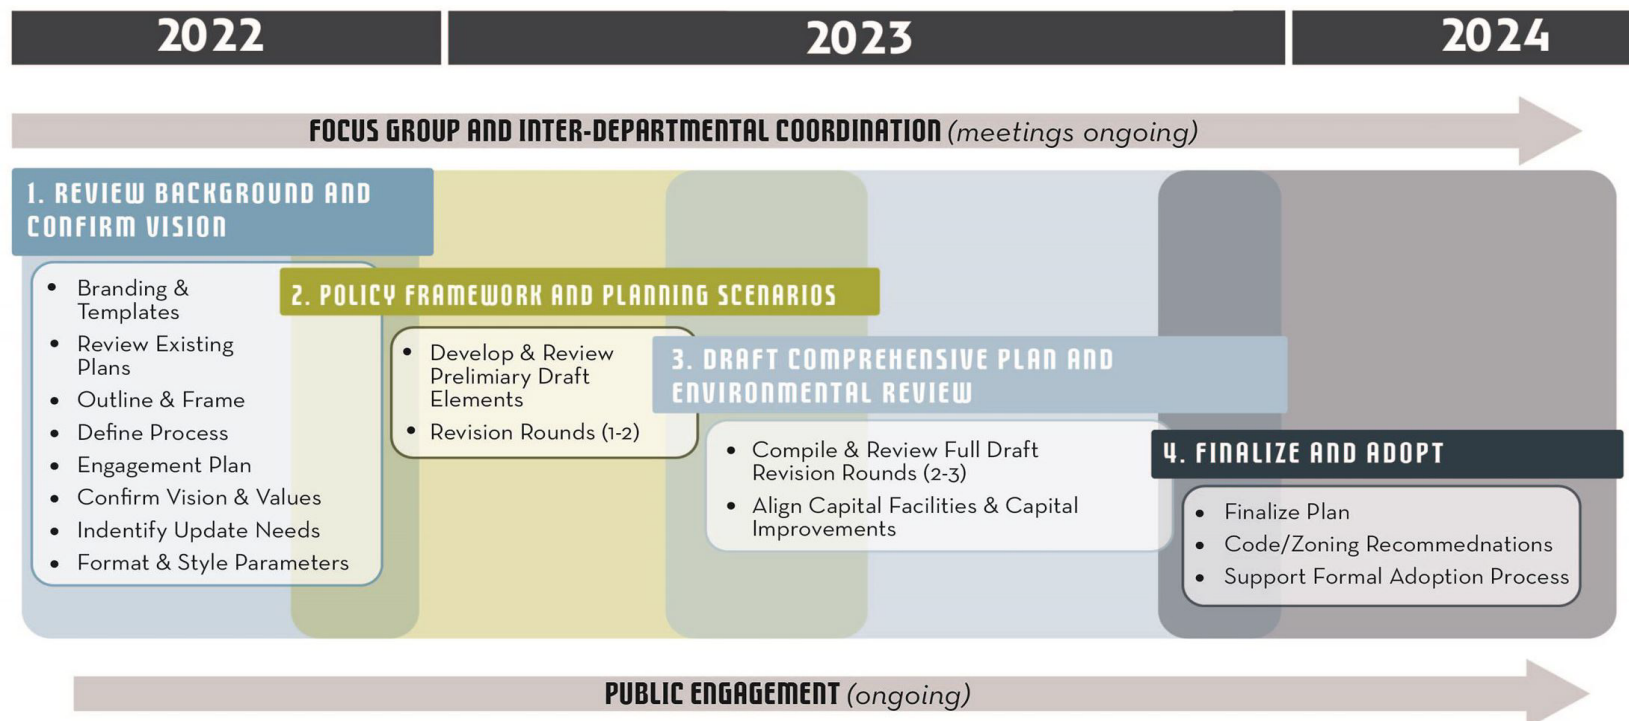 2022
2023
2024
FOCUS GROUP AND INTER-DEPARTMENTAL COORDINATION (meetings ongoing)
1. REVIEW BACKGROUND AND
CONFIRM VISION
• Branding &
Templates
• Review Existing
Plans
• Outline & Frame
• Define Process
• Engagement Plan
• Confirm Vision & Values
• Indentify Update Needs
• Format & Style Parameters
2. POLICY FRAMEWORK AND PLANNING SCENARIOS
• Develop & Review
Prelimiary Draft
Elements
• Revision Rounds (1-2)
3. DRAFT COMPREHENSIVE PLAN AND
ENVIRONMENTAL REVIEW
• Compile & Review Full Draft
Revision Rounds (2-3)
• Align Capital Facilities & Capital
Improvements
4. FINALIZE AND ADOPT
• Finalize Plan
• Code/Zoning Recommednations
• Support Formal Adoption Process
PUBLIC ENGAGEMENT (ongoing)